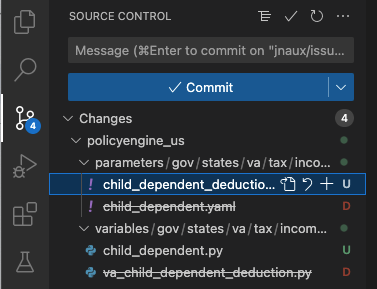 SOURCE CONTROL
Message (⌘Enter to commit on "jnaux/issu...
✓ Commit
Changes 4
policyengine_us
parameters/gov/states/va/tax/inco...
! child_dependent_deductio... U
! child_dependent.yaml D
variables/gov/states/va/tax/incom...
child_dependent.py U
va_child_dependent_deduction.py D
4